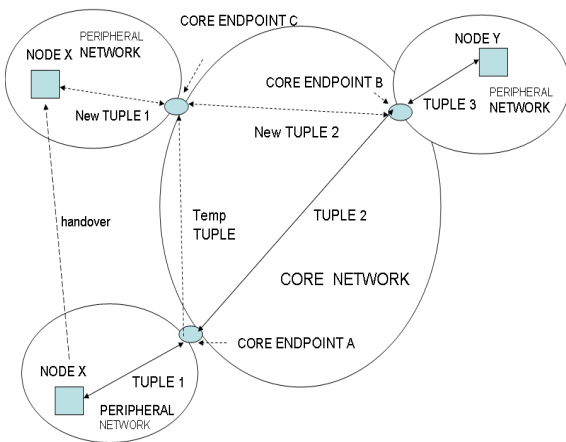 CORE ENDPOINT C
NODE X
PERIPHERAL
NETWORK
New TUPLE 1
NODE Y
CORE ENDPOINT B
TUPLE 3
PERIPHERAL
NETWORK
New TUPLE 2
handover
Temp
TUPLE
TUPLE 2
CORE NETWORK
CORE ENDPOINT A
NODE X
TUPLE 1
PERIPHERAL
NETWORK